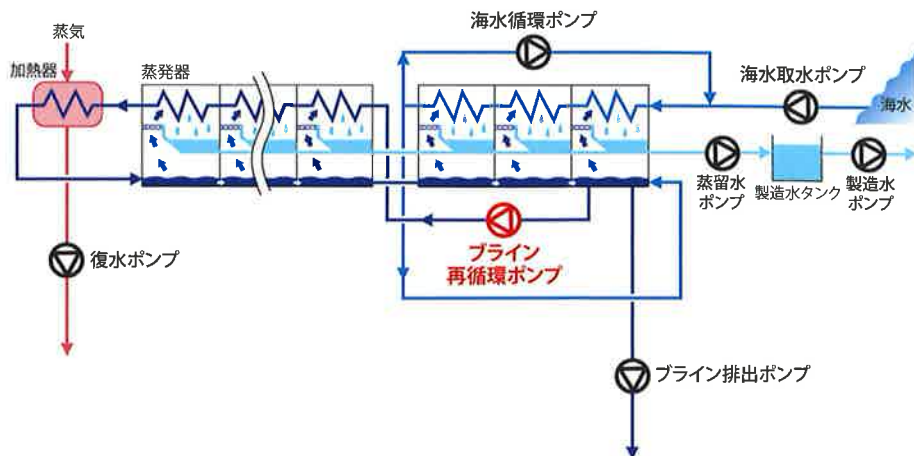 海水循環ポンプ
蒸気
加熱器
蒸発器
海水取水ポンプ
海水
蒸留水
ポンプ
製造水タンク
製造水
ポンプ
ブライン
再循環ポンプ
復水ポンプ
ブライン排出ポンプ